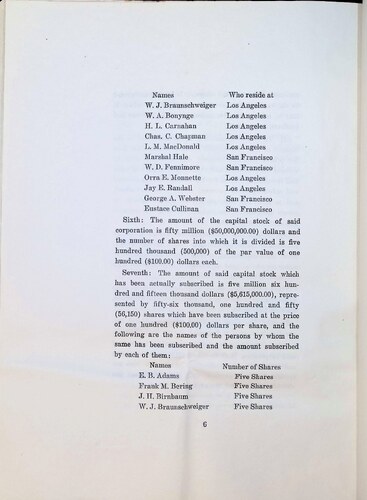 Names Who reside at
W. J. Braunschweiger Los Angeles
W. A. Bonynge Los Angeles
H. L. Carnahan Los Angeles
Chas. C. Chapman Los Angeles
L. M. MacDonald Los Angeles
Marshal Hale San Francisco
W. D. Fennimore San Francisco
Orra E. Monnette Los Angeles
Jay E. Randall Los Angeles
George A. Webster San Francisco
Eustace Cullinan San Francisco
Sixth: The amount of the capital stock of said
corporation is fifty million ($50,000,000.00) dollars and
the number of shares into which it is divided is five
hundred thousand (500,000) of the par value of one
hundred ($100.00) dollars each.
Seventh: The amount of said capital stock which
has been actually subscribed is five million six hun-
dred and fifteen thousand dollars ($5,615,000.00), repre-
sented by fifty-six thousand, one hundred and fifty
(56,150) shares which have been subscribed at the price
of one hundred ($100.00) dollars per share, and the
following are the names of the persons by whom the
same has been subscribed and the amount subscribed
by each of them:
Names Number of Shares
E. B. Adams Five Shares
Frank M. Bering Five Shares
J. H. Birnbaum Five Shares
W. J. Braunschweiger Five Shares
6